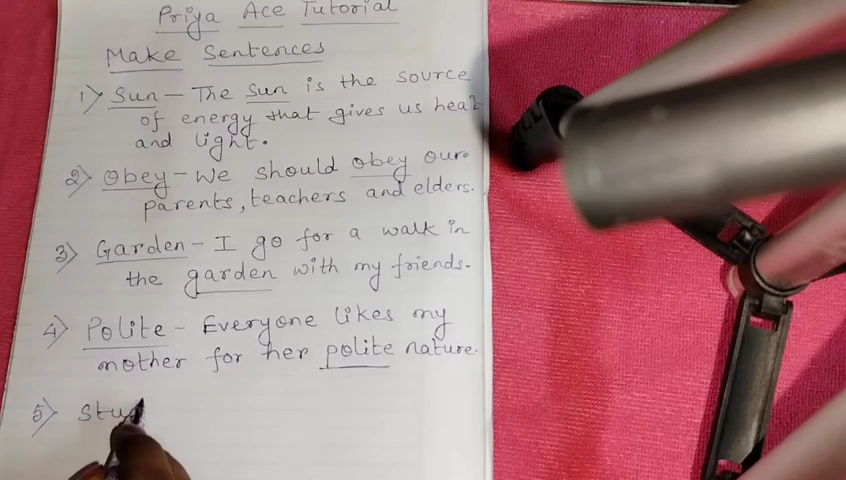 Priya Ace Tutorial
Make Sentences
1) Sun - The sun is the source
of energy that gives us heat
and light.
2) Obey - We should obey our
parents, teachers and elders.
3) Garden - I go for a walk in
the garden with my friends.
4) Polite - Everyone likes my
mother for her polite nature.
5)